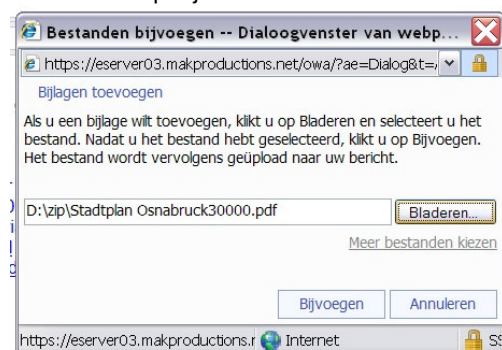 Bestanden bijvoegen -- Dialoogvenster van webp...
https://eserver03.makproductions.net/owa/?ae=Dialog&t=
Bijlagen toevoegen
Als u een bijlage wilt toevoegen, klikt u op Bladeren en selecteert u het
bestand. Nadat u het bestand hebt geselecteerd, klikt u op Bijvoegen.
Het bestand wordt vervolgens geüpload naar uw bericht.
D:\zip\Stadtplan Osnabruck30000.pdf
Bladeren...
Meer bestanden kiezen
Bijvoegen Annuleren
https://eserver03.makproductions.r Internet